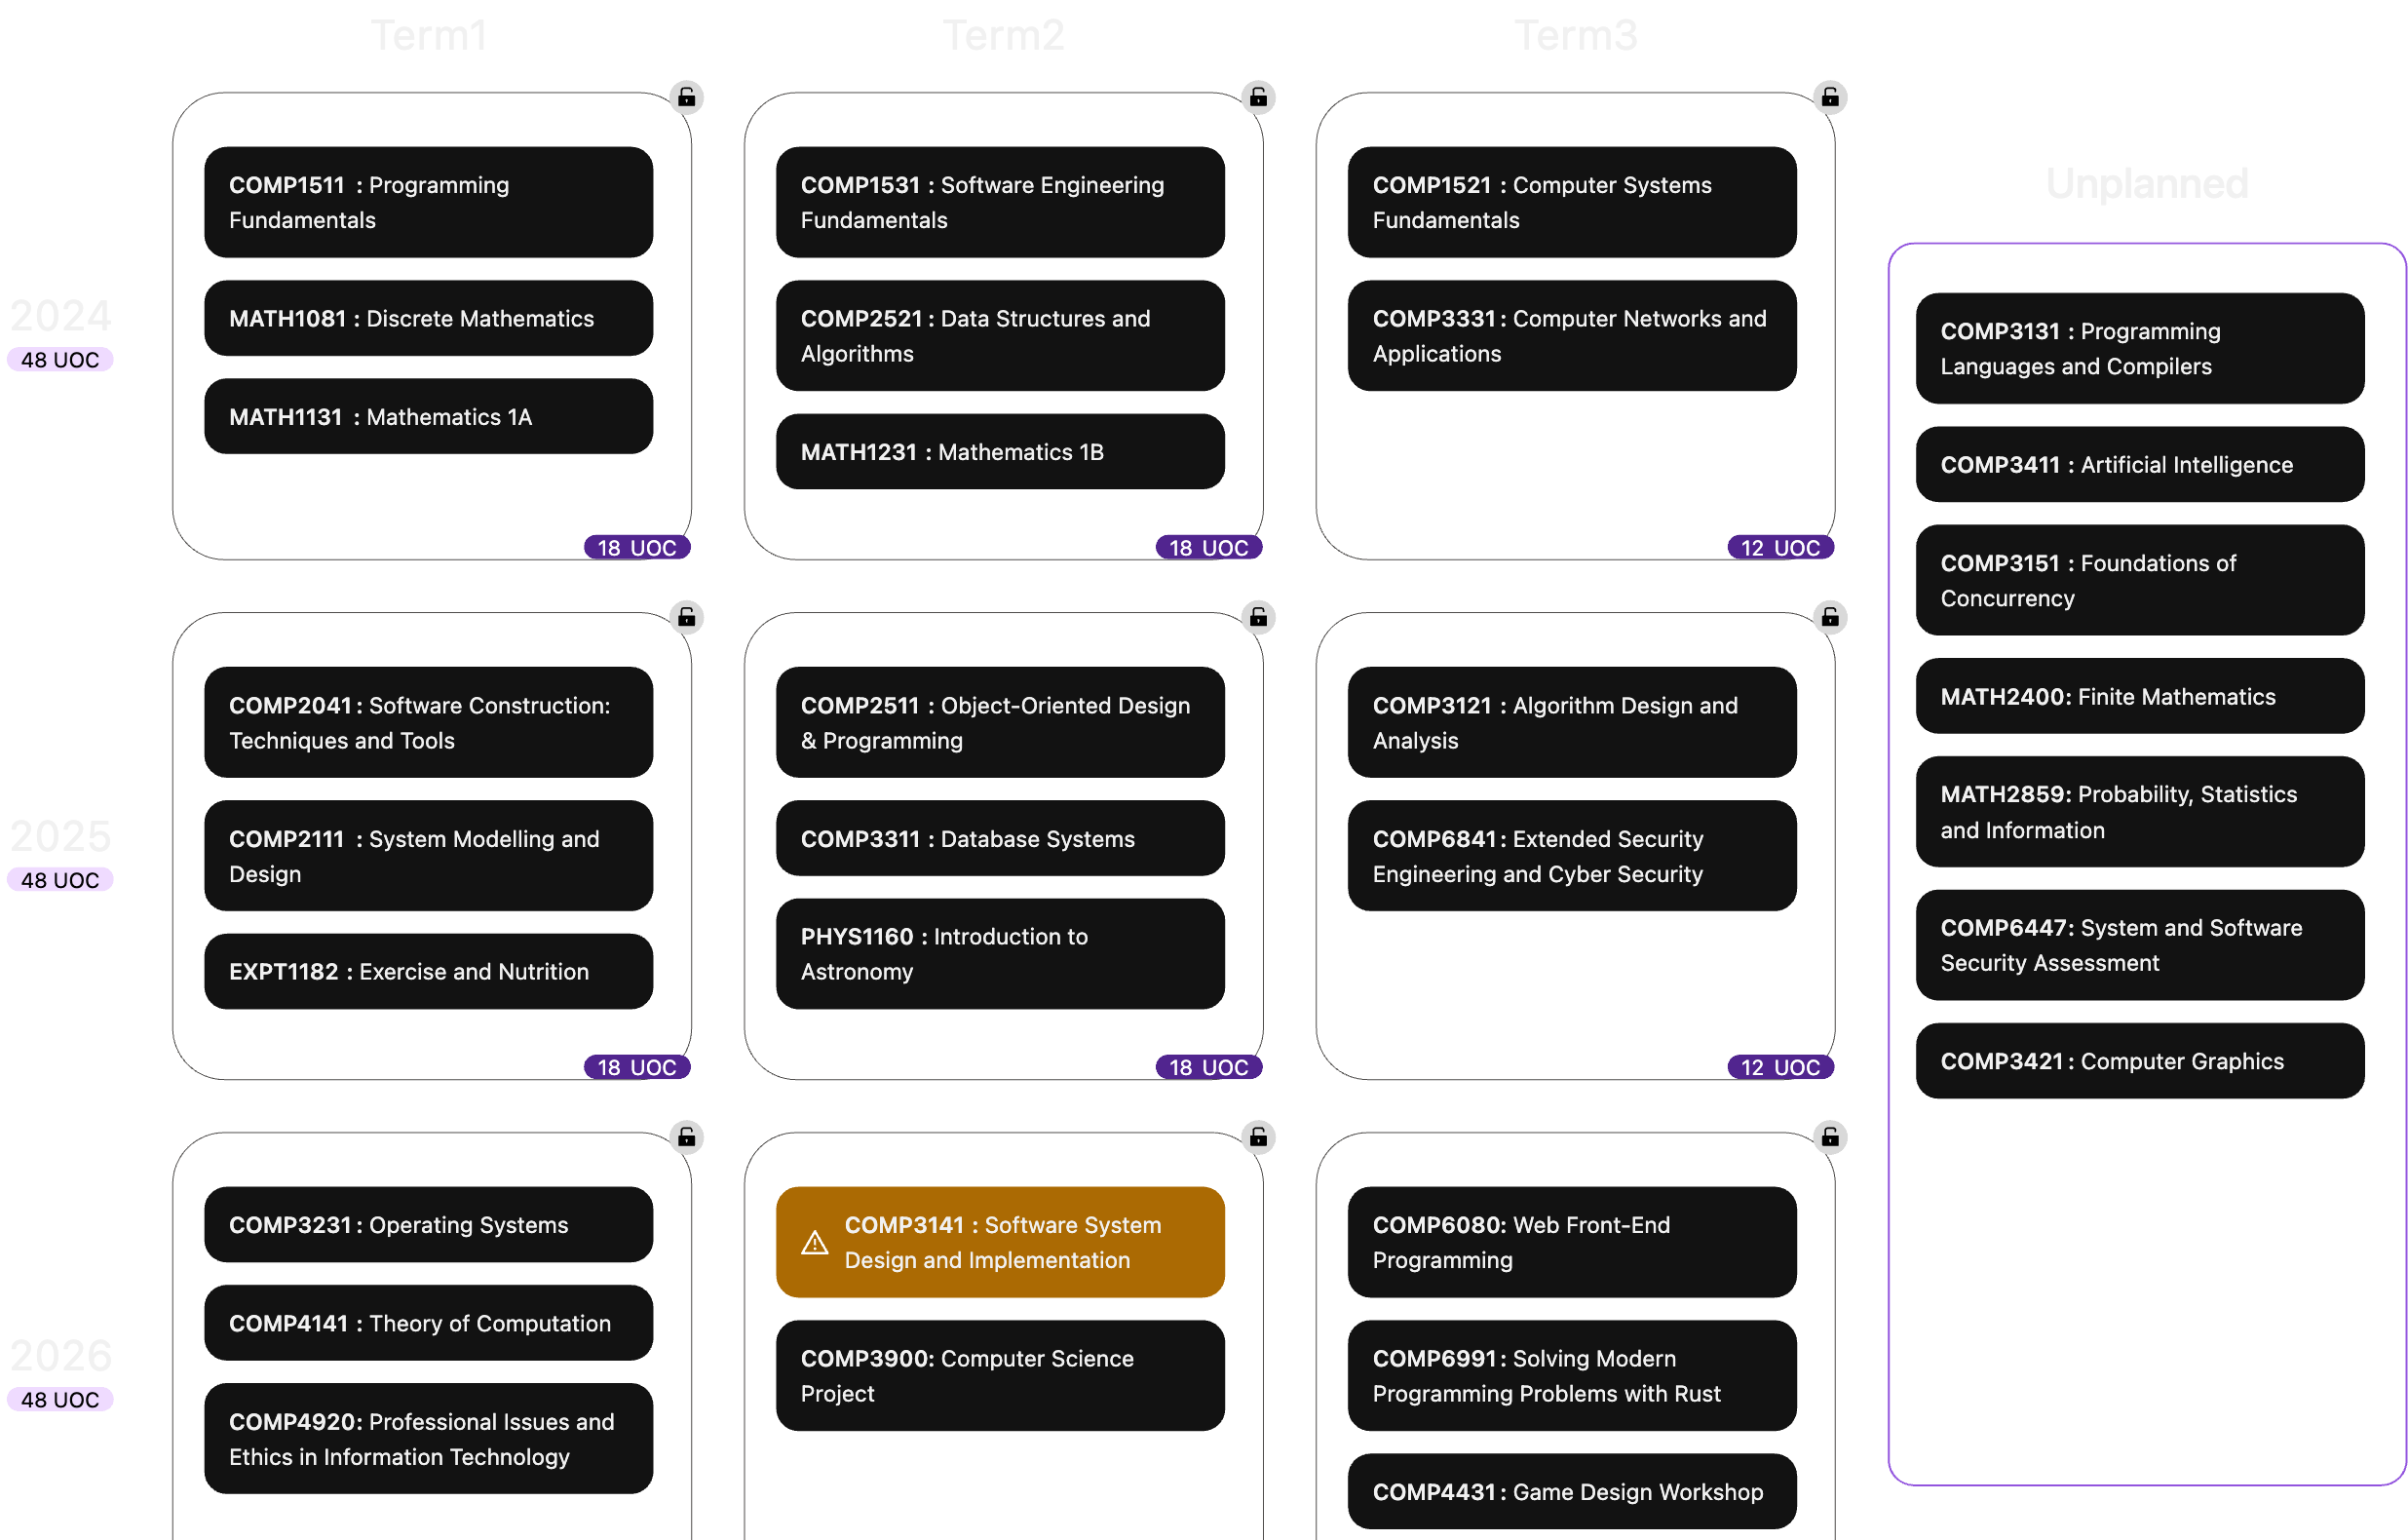 Term1
Term2
Term3
Unplanned
2024
48 UOC
COMP1511 : Programming
Fundamentals
MATH1081 : Discrete Mathematics
MATH1131 : Mathematics 1A
18 UOC
COMP1531 : Software Engineering
Fundamentals
COMP2521 : Data Structures and
Algorithms
MATH1231 : Mathematics 1B
18 UOC
COMP1521 : Computer Systems
Fundamentals
COMP3331 : Computer Networks and
Applications
12 UOC
2025
48 UOC
COMP2041 : Software Construction:
Techniques and Tools
COMP2111 : System Modelling and
Design
EXPT1182 : Exercise and Nutrition
18 UOC
COMP2511 : Object-Oriented Design
& Programming
COMP3311 : Database Systems
PHYS1160 : Introduction to
Astronomy
18 UOC
COMP3121 : Algorithm Design and
Analysis
COMP6841: Extended Security
Engineering and Cyber Security
12 UOC
2026
48 UOC
COMP3231 : Operating Systems
COMP4141 : Theory of Computation
COMP4920: Professional Issues and
Ethics in Information Technology
COMP3141 : Software System
Design and Implementation
COMP3900: Computer Science
Project
COMP6080: Web Front-End
Programming
COMP6991: Solving Modern
Programming Problems with Rust
COMP4431 : Game Design Workshop
COMP3131 : Programming
Languages and Compilers
COMP3411 : Artificial Intelligence
COMP3151 : Foundations of
Concurrency
MATH2400: Finite Mathematics
MATH2859: Probability, Statistics
and Information
COMP6447: System and Software
Security Assessment
COMP3421 : Computer Graphics